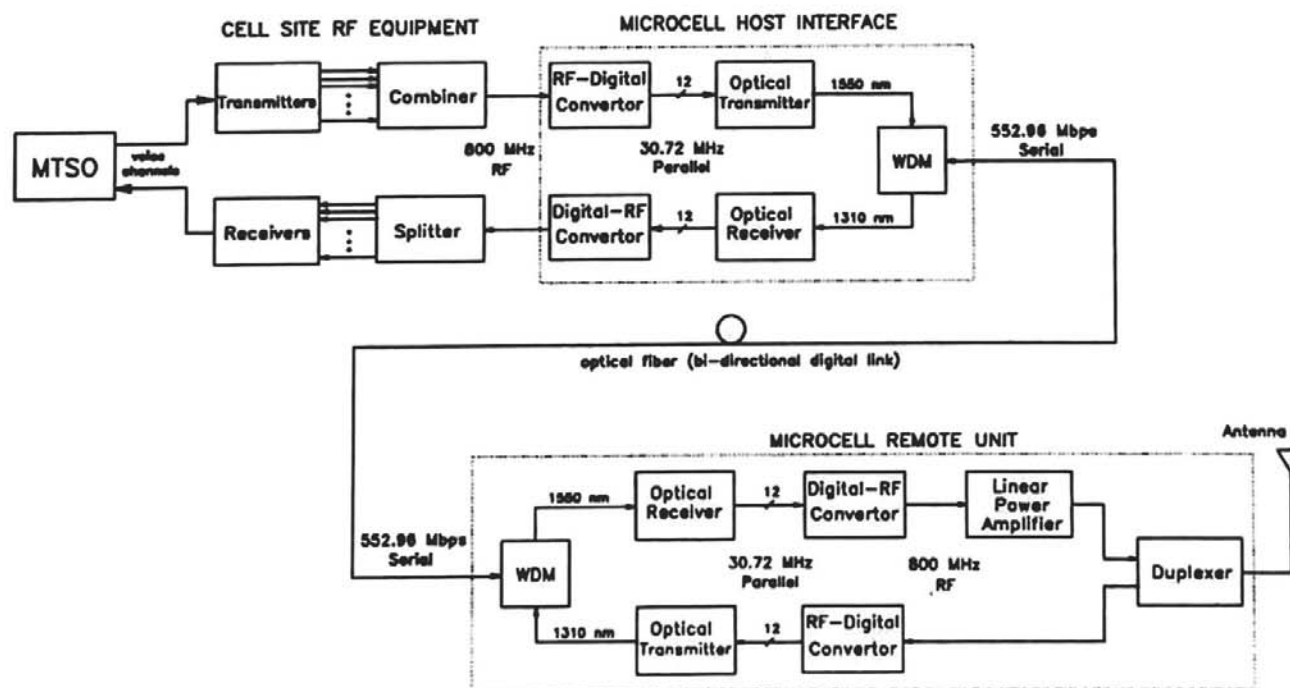 CELL SITE RF EQUIPMENT
MICROCELL HOST INTERFACE
Transmitters
Combiner
RF-Digital
Convertor
12
Optical
Transmitter
1550 nm
MTSO
voice
channels
800 MHz
RF
30.72 MHz
Parallel
WDM
552.96 Mbps
Serial
Receivers
Splitter
Digital-RF
Convertor
12
Optical
Receiver
1310 nm
optical fiber (bi-directional digital link)
MICROCELL REMOTE UNIT
Antenna
1550 nm
Optical
Receiver
12
Digital-RF
Convertor
Linear
Power
Amplifier
552.96 Mbps
Serial
WDM
30.72 MHz
Parallel
800 MHz
RF
Duplexer
1310 nm
Optical
Transmitter
12
RF-Digital
Convertor